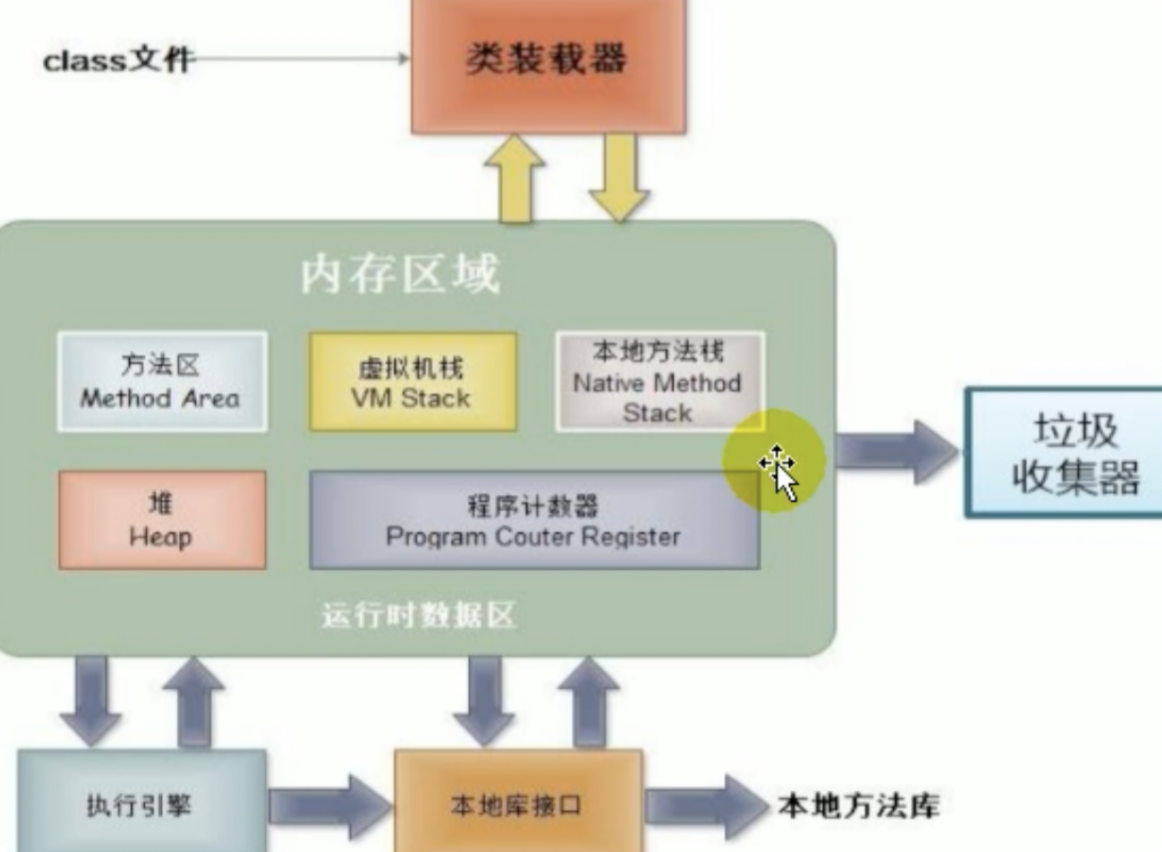 class文件
类装载器
内存区域
方法区
Method Area
虚拟机栈
VM Stack
本地方法栈
Native Method
Stack
堆
Heap
程序计数器
Program Couter Register
运行时数据区
垃圾
收集器
执行引擎
本地库接口
本地方法库